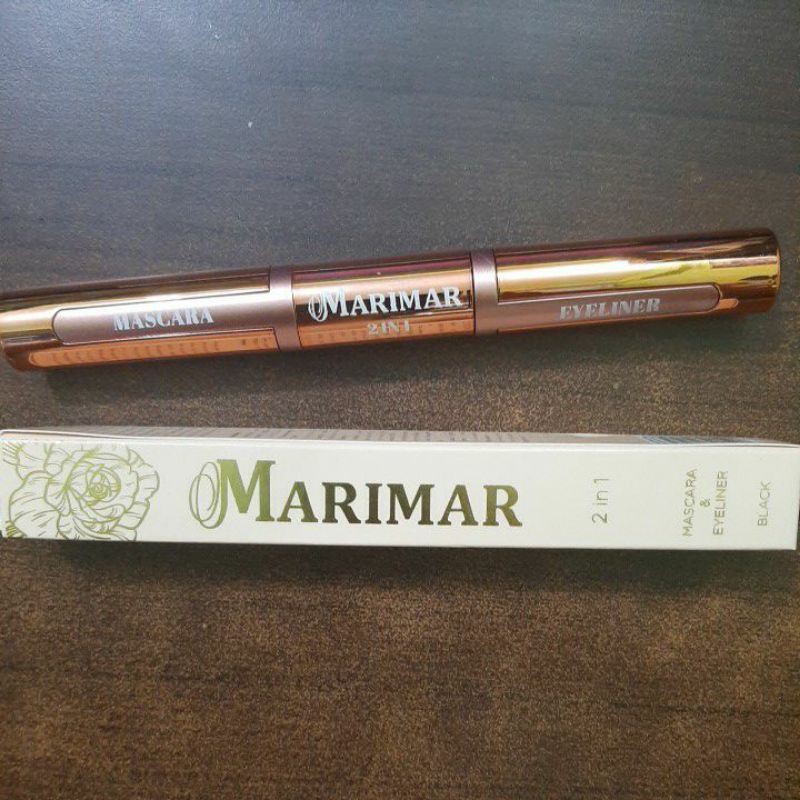 MASCARA
MARIMAR
2 IN 1
EYELINER
MARIMAR
2 in 1
MASCARA
&
EYELINER
BLACK